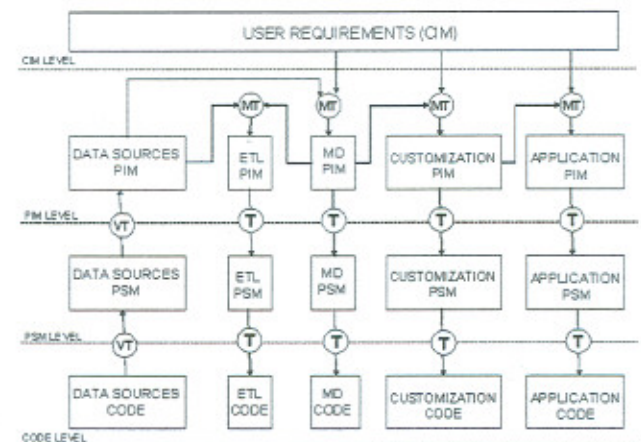 USER REQUIREMENTS (CIM)
CIM LEVEL
MT MT MT MT
DATA SOURCES
PIM
ETL
PIM
MD
PIM
CUSTOMIZATION
PIM
APPLICATION
PIM
PIM LEVEL
VT T T T T
DATA SOURCES
PSM
ETL
PSM
MD
PSM
CUSTOMIZATION
PSM
APPLICATION
PSM
PSM LEVEL
VT T T T T
DATA SOURCES
CODE
ETL
CODE
MD
CODE
CUSTOMIZATION
CODE
APPLICATION
CODE
CODE LEVEL